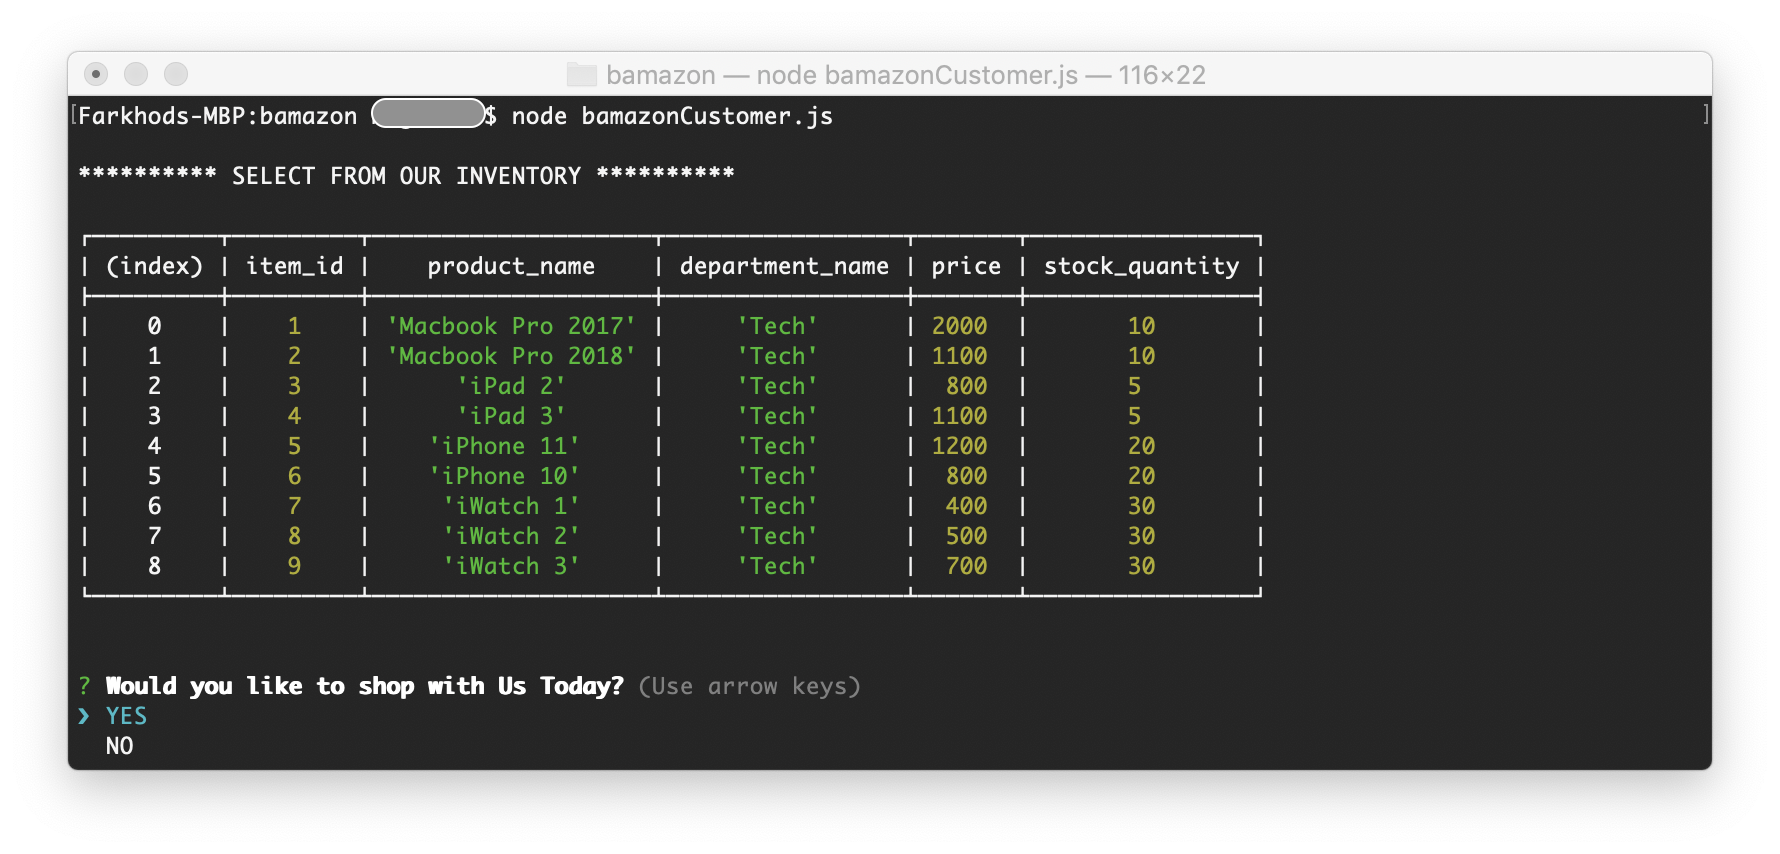 bamazon — node bamazonCustomer.js — 116×22
[Farkhods-MBP:bamazon $ node bamazonCustomer.js ]
********** SELECT FROM OUR INVENTORY **********
(index) | item_id | product_name | department_name | price | stock_quantity
0 | 1 | 'Macbook Pro 2017' | 'Tech' | 2000 | 10
1 | 2 | 'Macbook Pro 2018' | 'Tech' | 1100 | 10
2 | 3 | 'iPad 2' | 'Tech' | 800 | 5
3 | 4 | 'iPad 3' | 'Tech' | 1100 | 5
4 | 5 | 'iPhone 11' | 'Tech' | 1200 | 20
5 | 6 | 'iPhone 10' | 'Tech' | 800 | 20
6 | 7 | 'iWatch 1' | 'Tech' | 400 | 30
7 | 8 | 'iWatch 2' | 'Tech' | 500 | 30
8 | 9 | 'iWatch 3' | 'Tech' | 700 | 30
? Would you like to shop with Us Today? (Use arrow keys)
❯ YES
NO